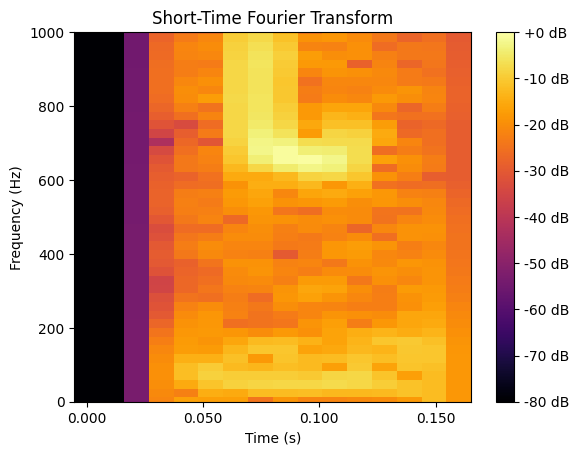 Short-Time Fourier Transform
1000
800
600
400
200
0
Frequency (Hz)
0.000
0.050
0.100
0.150
Time (s)
+0 dB
-10 dB
-20 dB
-30 dB
-40 dB
-50 dB
-60 dB
-70 dB
-80 dB